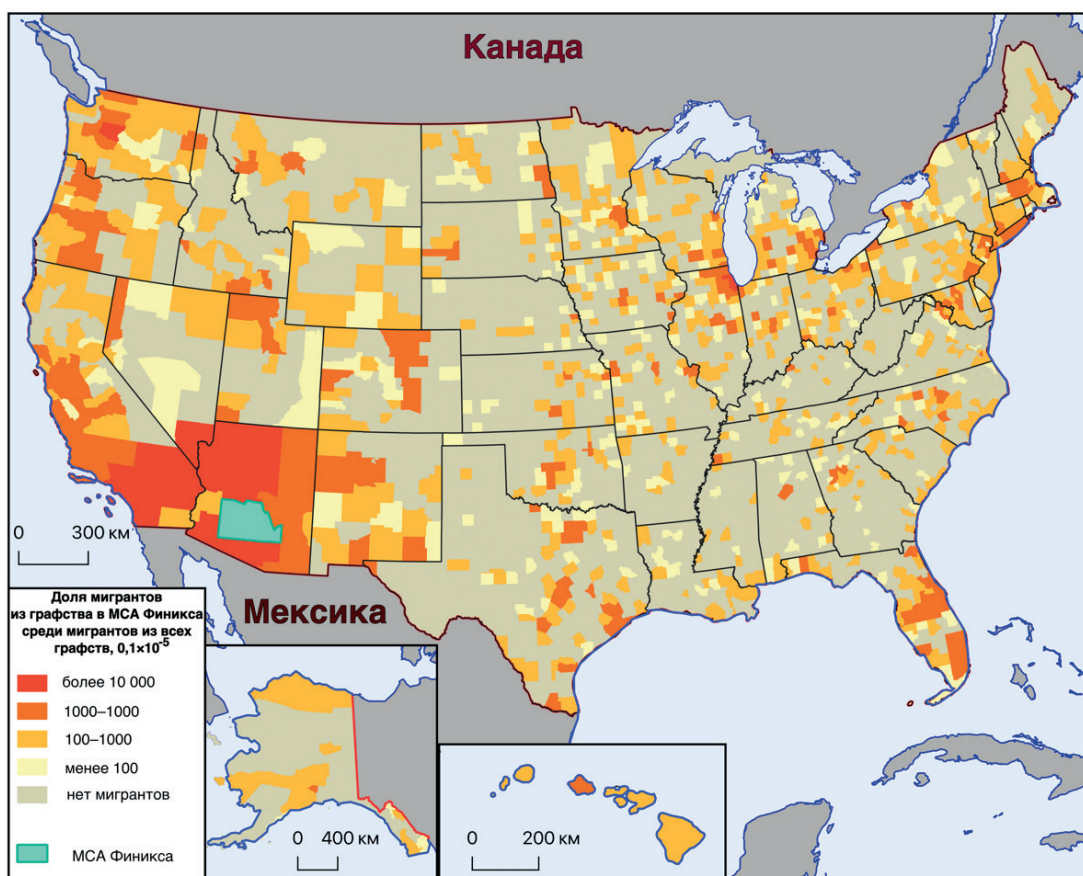 Канада
Мексика
0 300 км
Доля мигрантов
из графства в МСА Финикса
среди мигрантов из всех
графств, 0,1×10⁻⁵
более 10 000
1000–1000
100–1000
менее 100
нет мигрантов
МСА Финикса
0 400 км
0 200 км